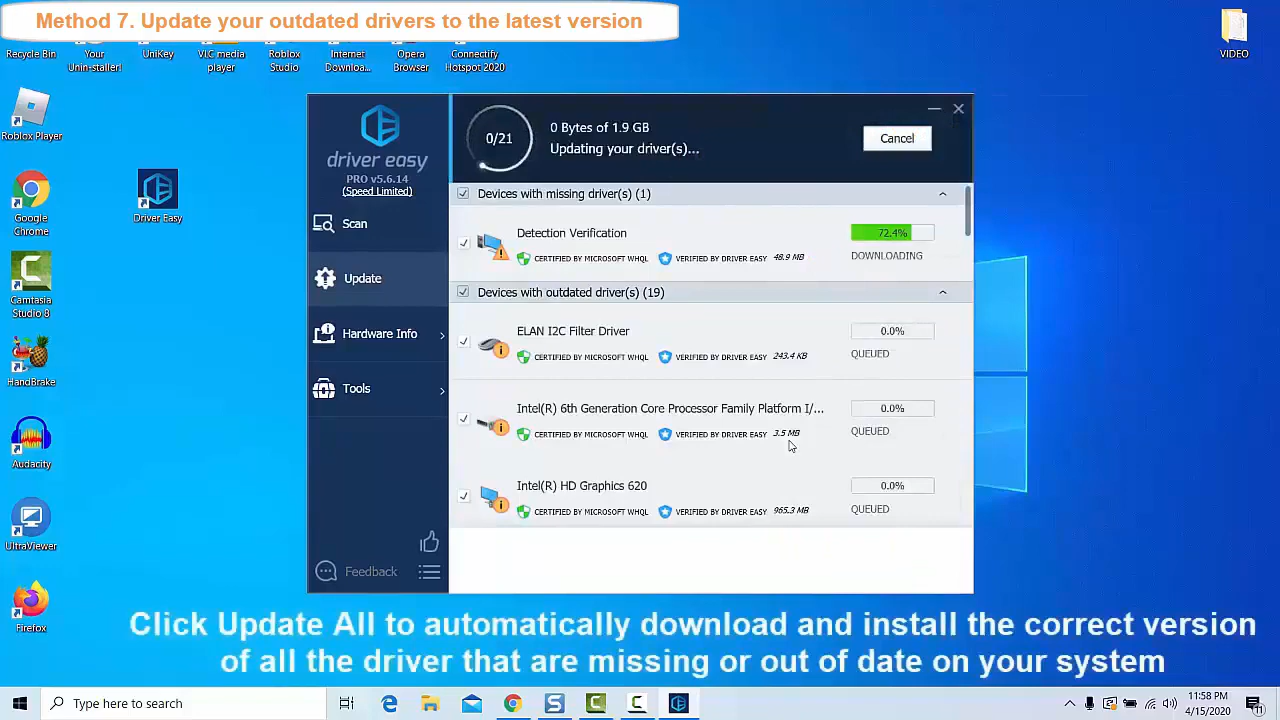 Method 7. Update your outdated drivers to the latest version
Recycle Bin
Your
Unin-staller!
UniKey
VLC media
player
Roblox
Studio
Internet
Downloa...
Opera
Browser
Connectify
Hotspot 2020
VIDEO
Roblox Player
Google
Chrome
Driver Easy
Camtasia
Studio 8
HandBrake
Audacity
UltraViewer
Firefox
driver easy
PRO v5.6.14
(Speed Limited)
Scan
Update
Hardware Info
Tools
Feedback
0/21
0 Bytes of 1.9 GB
Updating your driver(s)...
Cancel
Devices with missing driver(s) (1)
Detection Verification
72.4%
CERTIFIED BY MICROSOFT WHQL VERIFIED BY DRIVER EASY 48.9 MB
DOWNLOADING
Devices with outdated driver(s) (19)
ELAN I2C Filter Driver
0.0%
CERTIFIED BY MICROSOFT WHQL VERIFIED BY DRIVER EASY 243.4 KB
QUEUED
Intel(R) 6th Generation Core Processor Family Platform I/...
0.0%
CERTIFIED BY MICROSOFT WHQL VERIFIED BY DRIVER EASY 3.5 MB
QUEUED
Intel(R) HD Graphics 620
0.0%
CERTIFIED BY MICROSOFT WHQL VERIFIED BY DRIVER EASY 965.3 MB
QUEUED
Click Update All to automatically download and install the correct version
of all the driver that are missing or out of date on your system
Type here to search
11:58 PM
4/15/2020
11